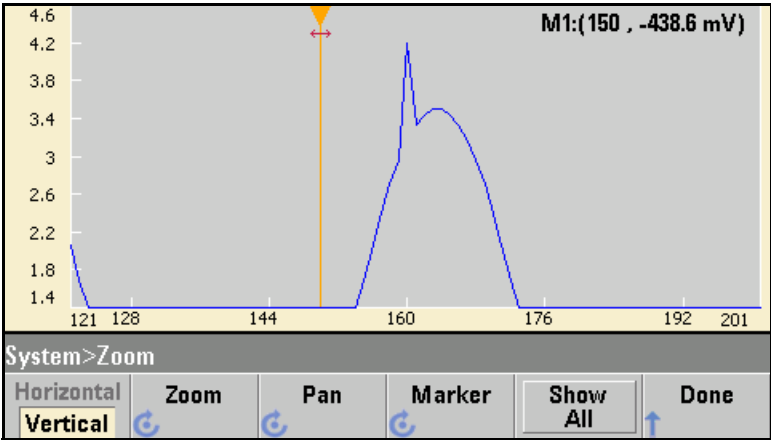 4.6
M1:(150 , -438.6 mV)
4.2
3.8
3.4
3
2.6
2.2
1.8
1.4
121 128 144 160 176 192 201
System>Zoom
Horizontal
Vertical
Zoom
Pan
Marker
Show
All
Done